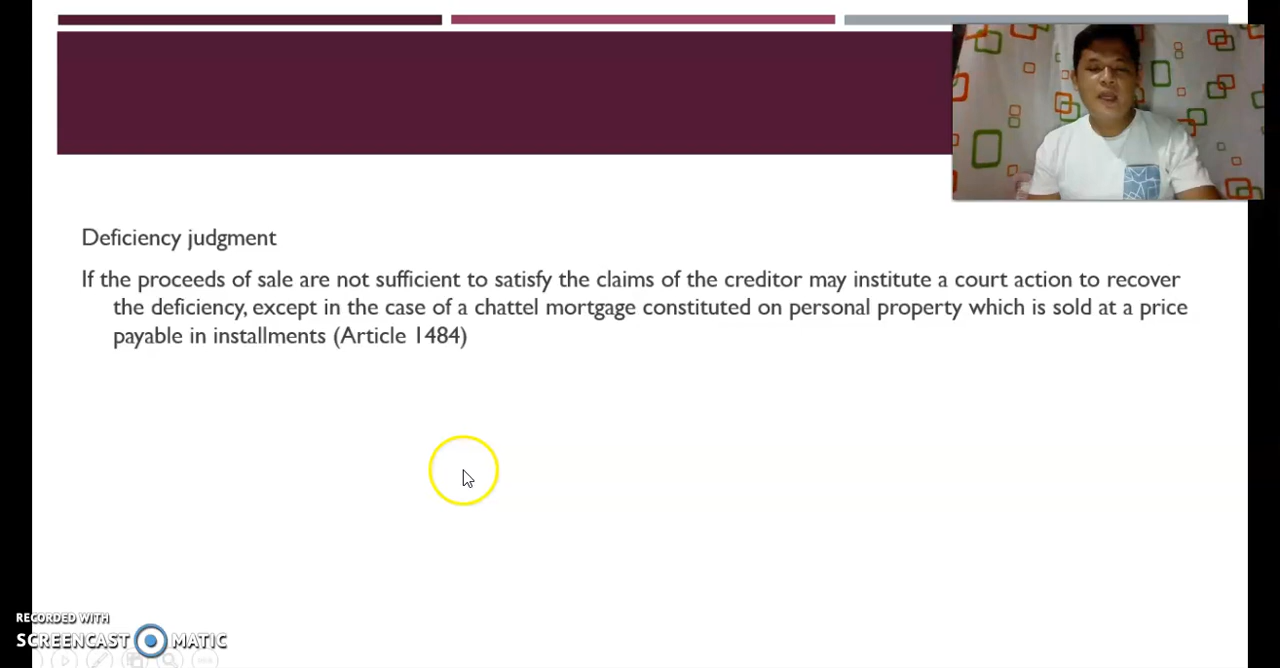 Deficiency judgment
If the proceeds of sale are not sufficient to satisfy the claims of the creditor may institute a court action to recover
the deficiency, except in the case of a chattel mortgage constituted on personal property which is sold at a price
payable in installments (Article 1484)
RECORDED WITH
SCREENCAST MATIC